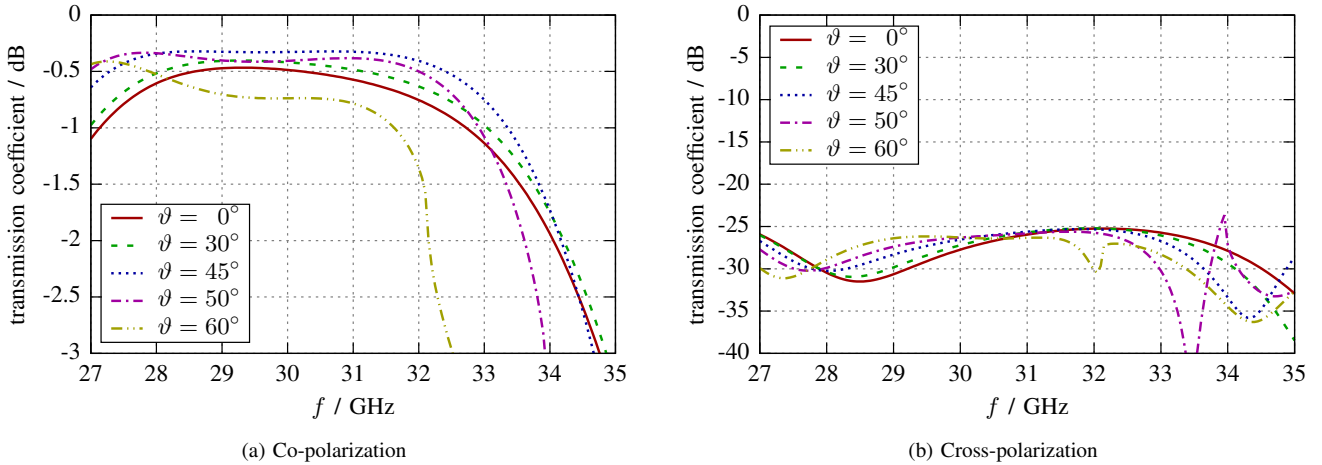 0
-0.5
-1
-1.5
-2
-2.5
-3
transmission coefficient / dB
ϑ = 0°
ϑ = 30°
ϑ = 45°
ϑ = 50°
ϑ = 60°
27 28 29 30 31 32 33 34 35
f / GHz
(a) Co-polarization
0
-5
-10
-15
-20
-25
-30
-35
-40
transmission coefficient / dB
ϑ = 0°
ϑ = 30°
ϑ = 45°
ϑ = 50°
ϑ = 60°
27 28 29 30 31 32 33 34 35
f / GHz
(b) Cross-polarization